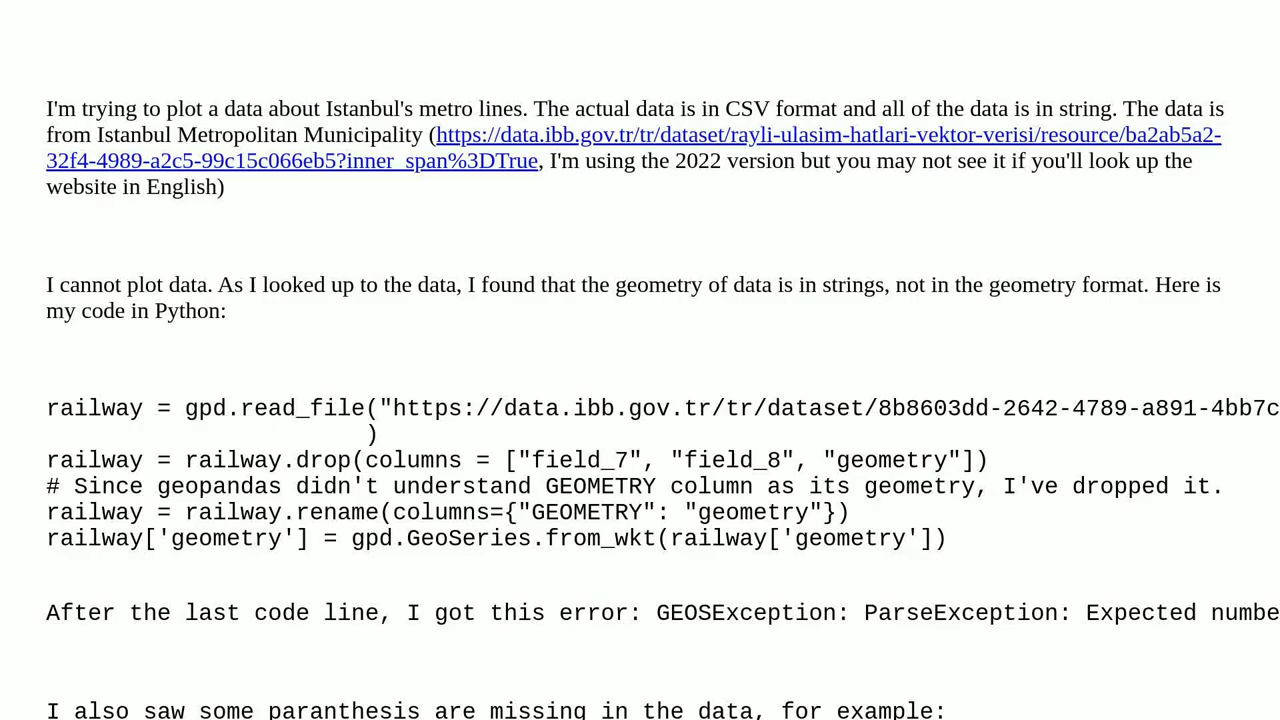 I'm trying to plot a data about Istanbul's metro lines. The actual data is in CSV format and all of the data is in string. The data is
from Istanbul Metropolitan Municipality (https://data.ibb.gov.tr/tr/dataset/rayli-ulasim-hatlari-vektor-verisi/resource/ba2ab5a2-
32f4-4989-a2c5-99c15c066eb5?inner_span%3DTrue, I'm using the 2022 version but you may not see it if you'll look up the
website in English)
I cannot plot data. As I looked up to the data, I found that the geometry of data is in strings, not in the geometry format. Here is
my code in Python:
railway = gpd.read_file("https://data.ibb.gov.tr/tr/dataset/8b8603dd-2642-4789-a891-4bb7c
)
railway = railway.drop(columns = ["field_7", "field_8", "geometry"])
# Since geopandas didn't understand GEOMETRY column as its geometry, I've dropped it.
railway = railway.rename(columns={"GEOMETRY": "geometry"})
railway['geometry'] = gpd.GeoSeries.from_wkt(railway['geometry'])
After the last code line, I got this error: GEOSException: ParseException: Expected numbe
I also saw some paranthesis are missing in the data, for example: